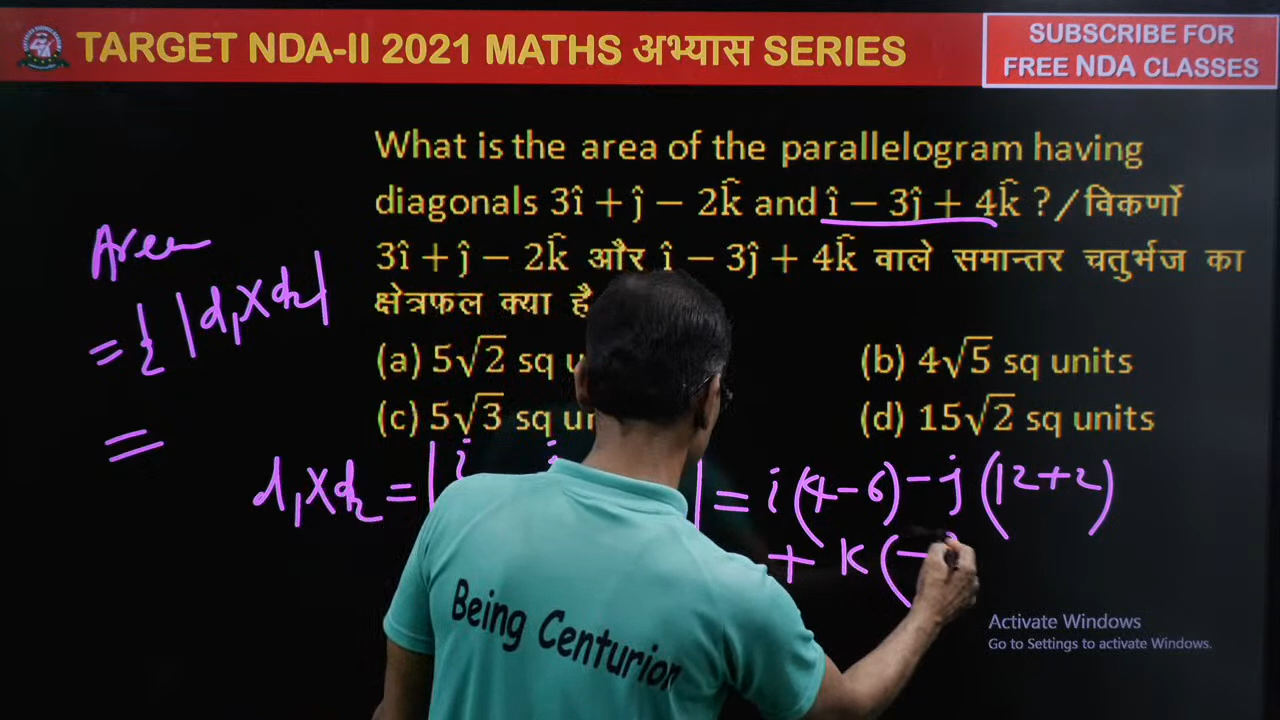 TARGET NDA-II 2021 MATHS अभ्यास SERIES
SUBSCRIBE FOR
FREE NDA CLASSES
What is the area of the parallelogram having
diagonals 3î + ĵ − 2k̂ and î − 3ĵ + 4k̂ ? / विकर्णो
3î + ĵ − 2k̂ और î − 3ĵ + 4k̂ वाले समान्तर चतुर्भज का
क्षेत्रफल क्या है
(a) 5√2 sq
(b) 4√5 sq units
(c) 5√3 sq
(d) 15√2 sq units
Area
= ½ |d₁×d₂|
=
d₁×d₂ = | i | = i(4−6) −j (12+2)
+ k (−
Being Centurion
Activate Windows
Go to Settings to activate Windows.